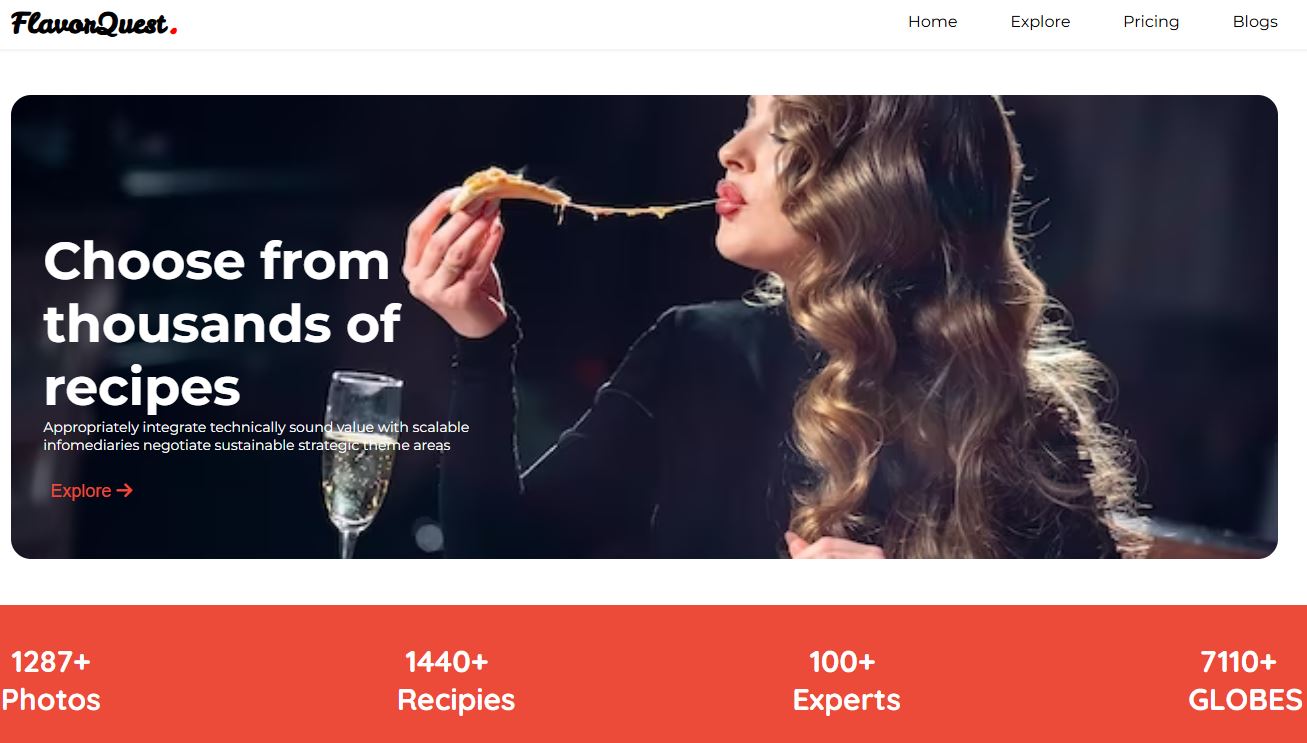 FlavorQuest.
Home Explore Pricing Blogs
Choose from
thousands of
recipes
Appropriately integrate technically sound value with scalable
infomediaries negotiate sustainable strategic theme areas
Explore →
1287+ 1440+ 100+ 7110+
Photos Recipies Experts GLOBES